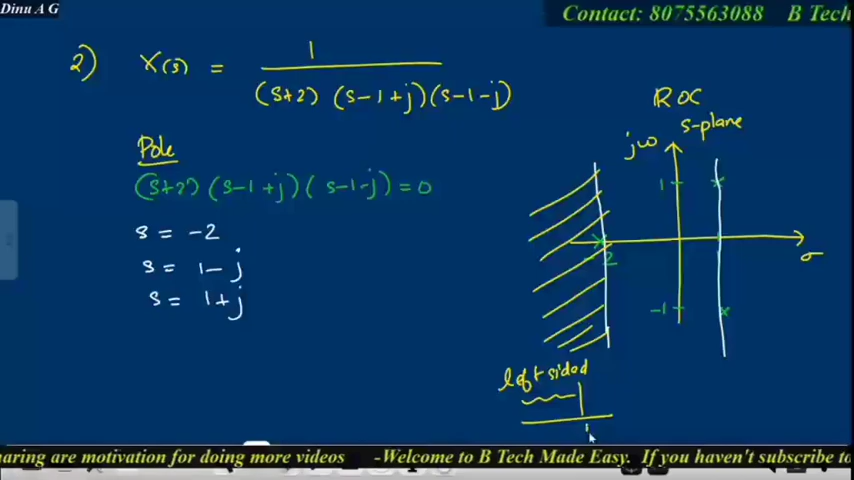 Dinu A G
Contact: 8075563088 B Tech
2) X(s) = 1
(s+2) (s-1+j)(s-1-j)
ROC
s-plane
jω
Pole
(s+2) (s-1+j) (s-1-j) = 0
1
s = -2
-2
σ
s = 1-j
s = 1+j
-1
left sided
haring are motivation for doing more videos -Welcome to B Tech Made Easy. If you haven't subscribe to